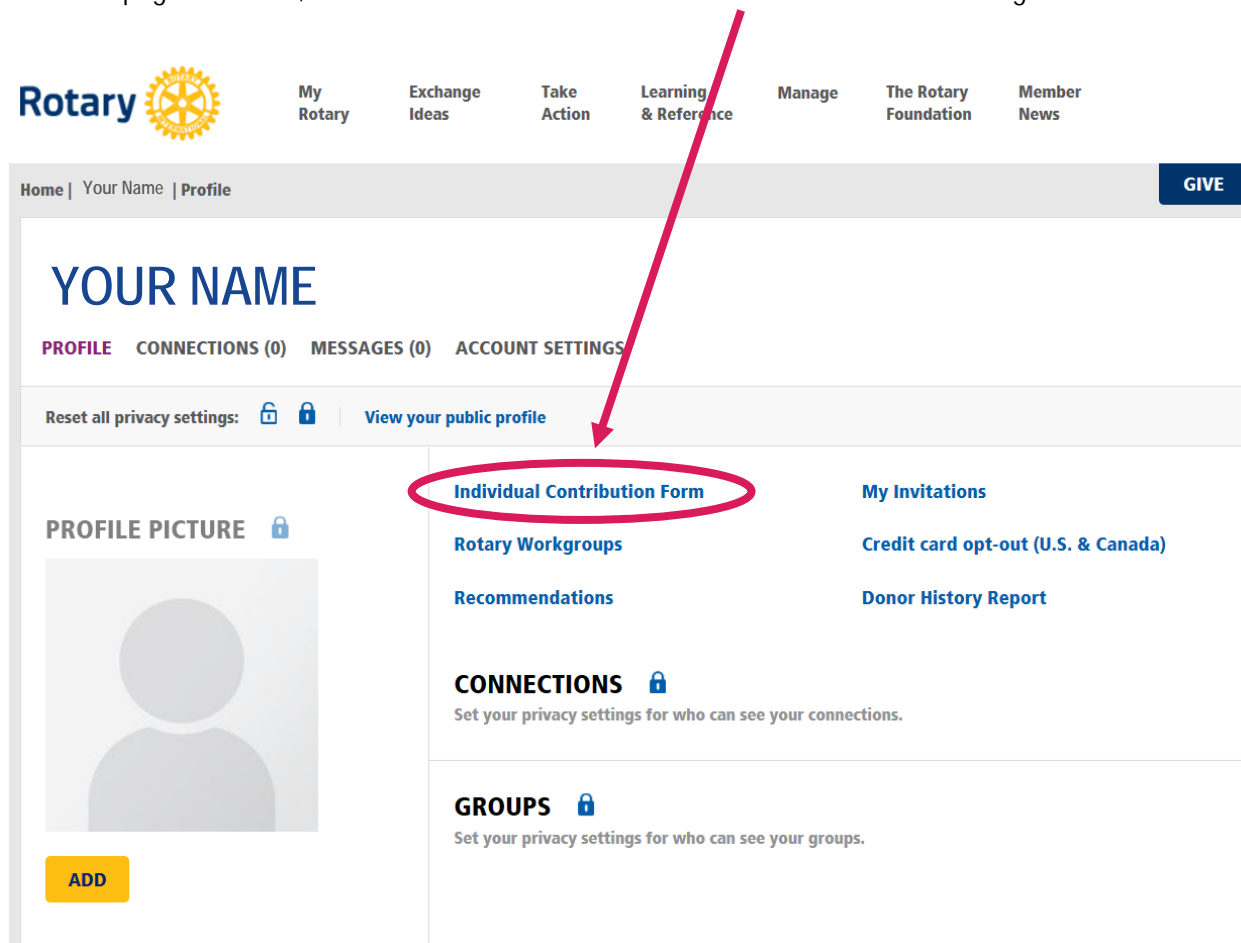 Rotary
ROTARY INTERNATIONAL
My Rotary
Exchange Ideas
Take Action
Learning & Reference
Manage
The Rotary Foundation
Member News
Home | Your Name | Profile
GIVE
YOUR NAME
PROFILE CONNECTIONS (0) MESSAGES (0) ACCOUNT SETTINGS
Reset all privacy settings: View your public profile
Individual Contribution Form My Invitations
PROFILE PICTURE
Rotary Workgroups Credit card opt-out (U.S. & Canada)
Recommendations Donor History Report
CONNECTIONS
Set your privacy settings for who can see your connections.
GROUPS
Set your privacy settings for who can see your groups.
ADD